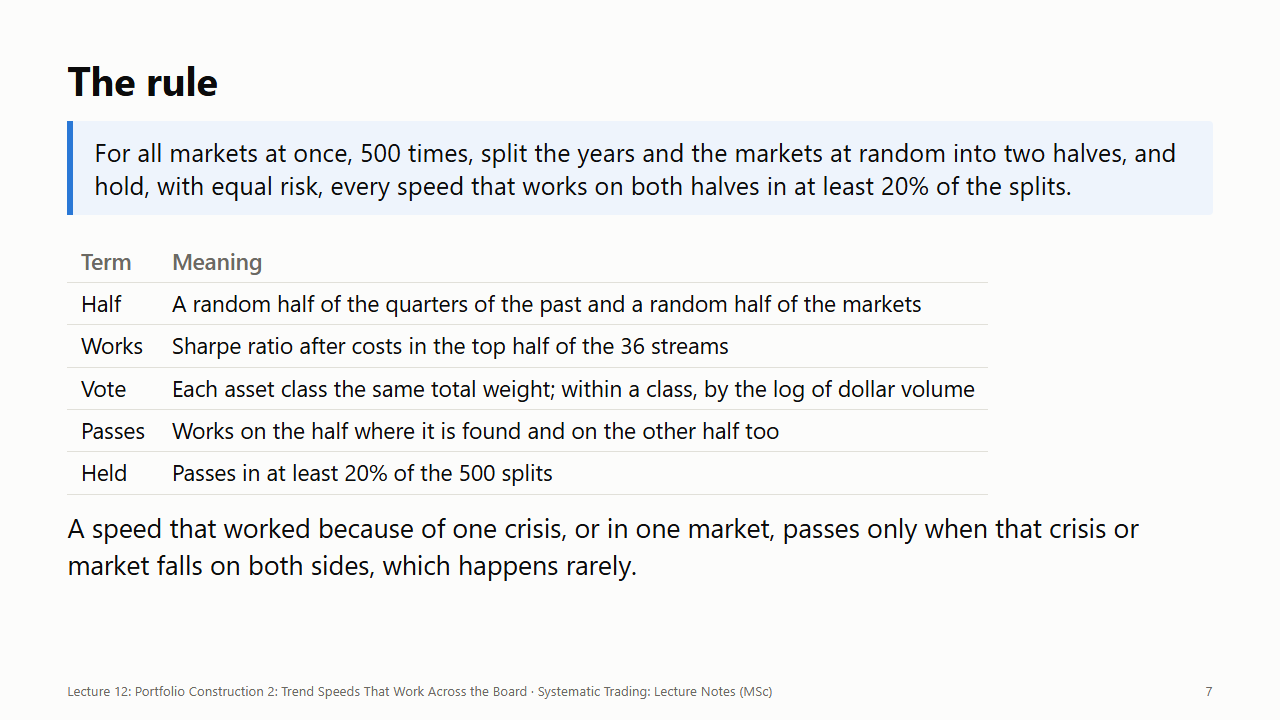 The rule
For all markets at once, 500 times, split the years and the markets at random into two halves, and
hold, with equal risk, every speed that works on both halves in at least 20% of the splits.
Term Meaning
Half A random half of the quarters of the past and a random half of the markets
Works Sharpe ratio after costs in the top half of the 36 streams
Vote Each asset class the same total weight; within a class, by the log of dollar volume
Passes Works on the half where it is found and on the other half too
Held Passes in at least 20% of the 500 splits
A speed that worked because of one crisis, or in one market, passes only when that crisis or
market falls on both sides, which happens rarely.
Lecture 12: Portfolio Construction 2: Trend Speeds That Work Across the Board · Systematic Trading: Lecture Notes (MSc) 7